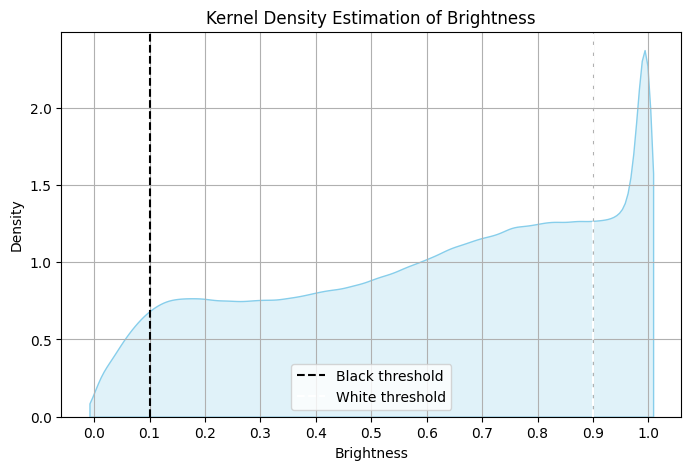 Kernel Density Estimation of Brightness
Density
2.0
1.5
1.0
0.5
0.0
Black threshold
White threshold
0.0 0.1 0.2 0.3 0.4 0.5 0.6 0.7 0.8 0.9 1.0
Brightness